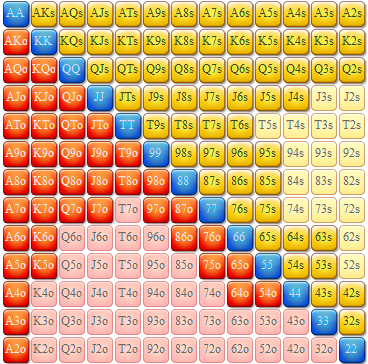 AA AKs AQs AJs ATs A9s A8s A7s A6s A5s A4s A3s A2s
AKo KK KQs KJs KTs K9s K8s K7s K6s K5s K4s K3s K2s
AQo KQo QQ QJs QTs Q9s Q8s Q7s Q6s Q5s Q4s Q3s Q2s
AJo KJo QJo JJ JTs J9s J8s J7s J6s J5s J4s J3s J2s
ATo KTo QTo JTo TT T9s T8s T7s T6s T5s T4s T3s T2s
A9o K9o Q9o J9o T9o 99 98s 97s 96s 95s 94s 93s 92s
A8o K8o Q8o J8o T8o 98o 88 87s 86s 85s 84s 83s 82s
A7o K7o Q7o J7o T7o 97o 87o 77 76s 75s 74s 73s 72s
A6o K6o Q6o J6o T6o 96o 86o 76o 66 65s 64s 63s 62s
A5o K5o Q5o J5o T5o 95o 85o 75o 65o 55 54s 53s 52s
A4o K4o Q4o J4o T4o 94o 84o 74o 64o 54o 44 43s 42s
A3o K3o Q3o J3o T3o 93o 83o 73o 63o 53o 43o 33 32s
A2o K2o Q2o J2o T2o 92o 82o 72o 62o 52o 42o 32o 22